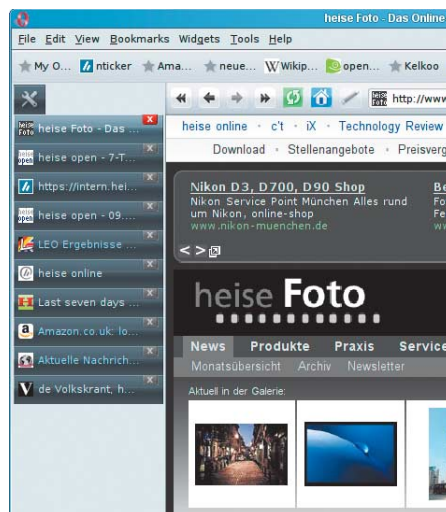 heise Foto - Das Online
File Edit View Bookmarks Widgets Tools Help
My O... nticker Ama... neue... W Wikip... open... Kelkoo
http://www
heise online · c't · iX · Technology Review
Download · Stellenangebote · Preisverg
heise Foto - Das ...
heise open - 7-T...
https://intern.hei...
heise open - 09....
LEO Ergebnisse ...
heise online
Last seven days ...
Amazon.co.uk: lo...
Aktuelle Nachrich...
V de Volkskrant, h...
Nikon D3, D700, D90 Shop
Nikon Service Point München Alles rund
um Nikon, online-shop
www.nikon-muenchen.de
Be
Fo
Fe
ww
< >
heise Foto
News Produkte Praxis Service
Monatsübersicht Archiv Newsletter
Aktuell in der Galerie: